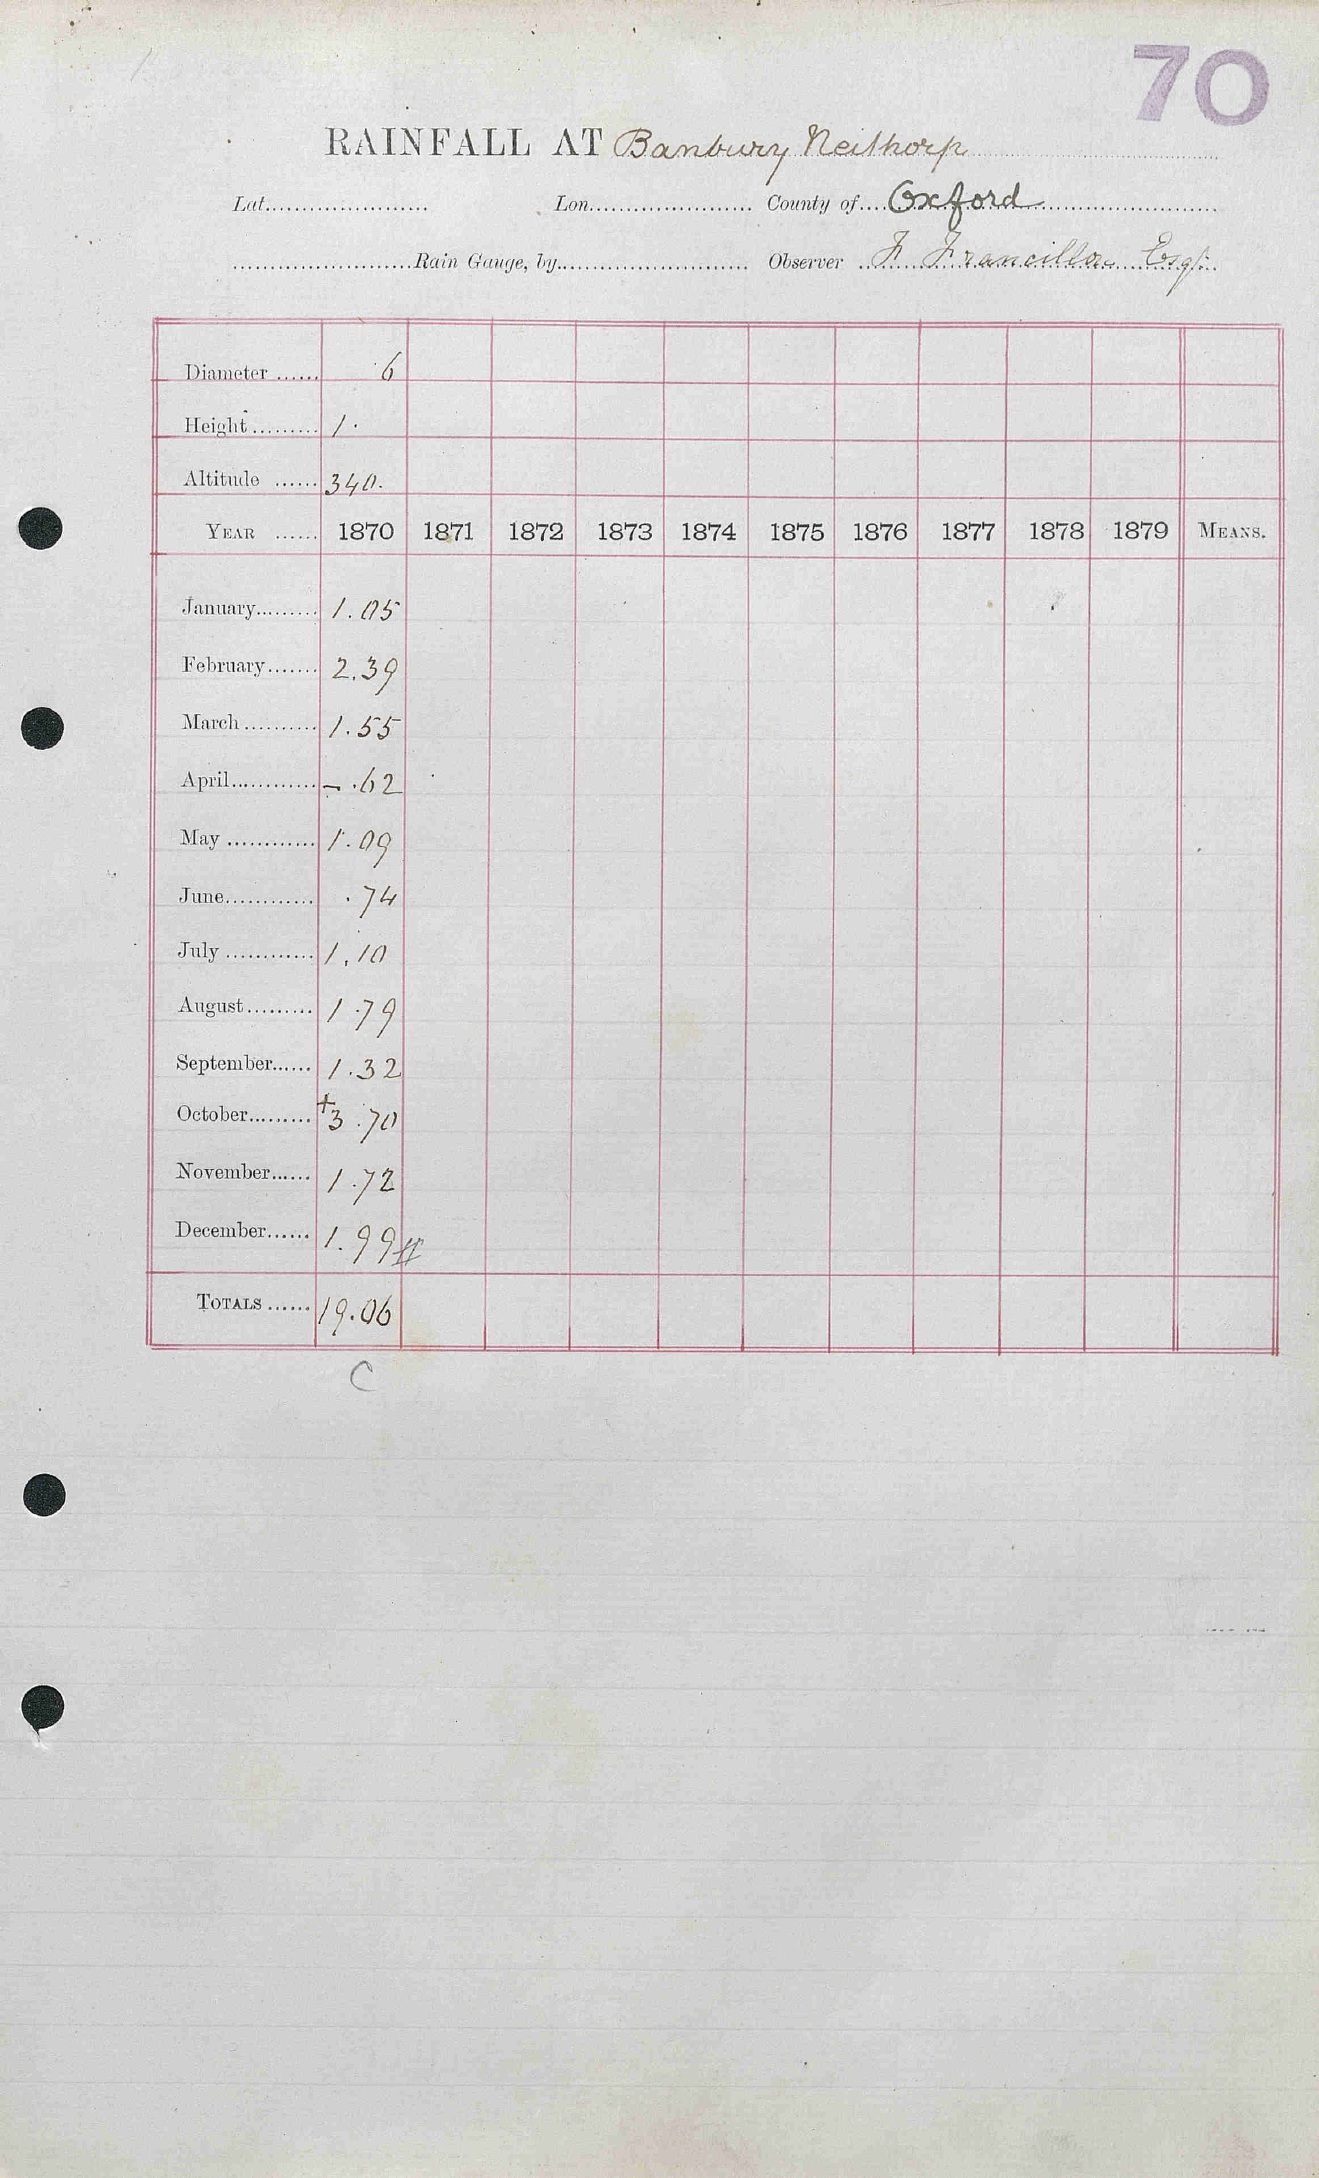 70
RAINFALL AT Banbury Neithorp
Lat...................... Lon...................... County of.... Oxford
........................Rain Gauge, by......................... Observer F Francillon Esq:
Diameter ...... 6
Height......... 1.
Altitude ...... 340.
YEAR ...... 1870 1871 1872 1873 1874 1875 1876 1877 1878 1879 MEANS.
January......... 1.05
February....... 2.39
March .......... 1.55
April............ – .62
May ............ 1.09
June............ .74
July ............ 1.10
August......... 1.79
September...... 1.32
October......... +3.70
November...... 1.72
December...... 1.99 #
TOTALS ...... 19.06
C